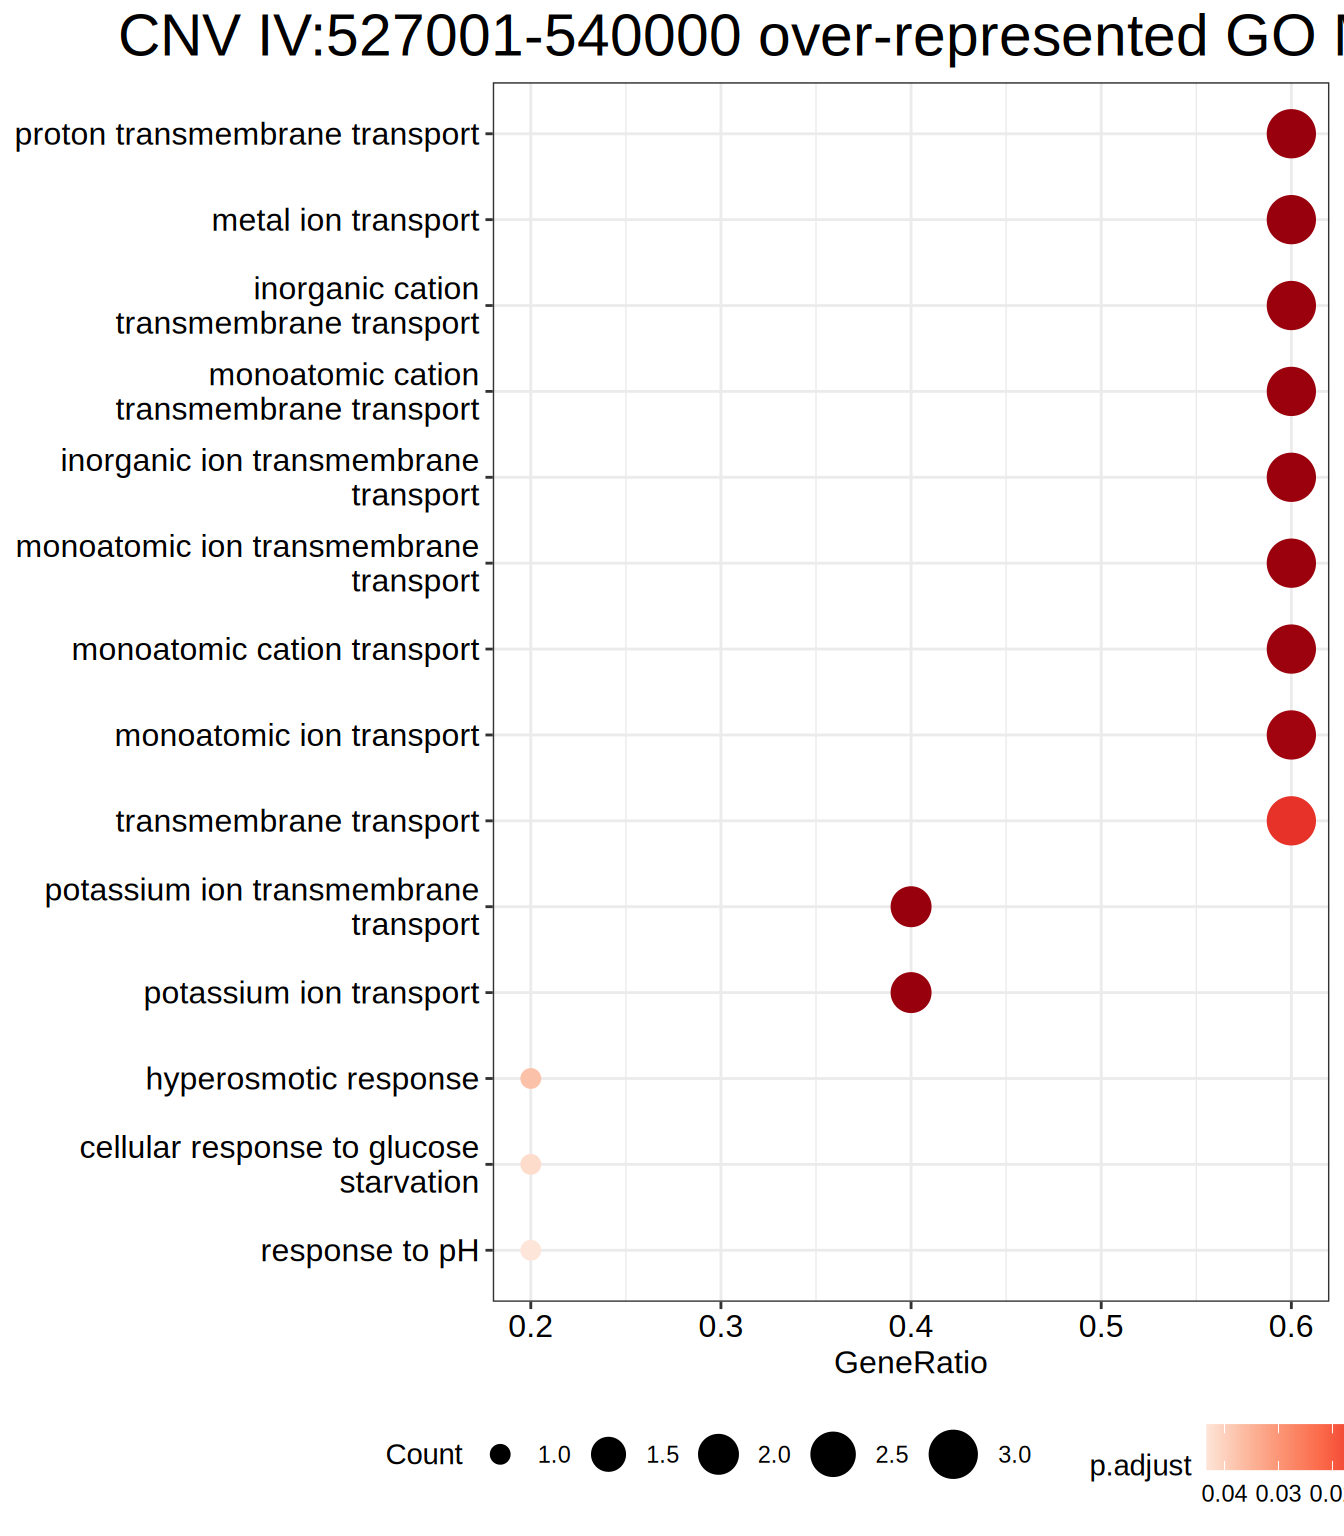 CNV IV:527001-540000 over-represented GO
proton transmembrane transport
metal ion transport
inorganic cation
transmembrane transport
monoatomic cation
transmembrane transport
inorganic ion transmembrane
transport
monoatomic ion transmembrane
transport
monoatomic cation transport
monoatomic ion transport
transmembrane transport
potassium ion transmembrane
transport
potassium ion transport
hyperosmotic response
cellular response to glucose
starvation
response to pH
0.2 0.3 0.4 0.5 0.6
GeneRatio
Count 1.0 1.5 2.0 2.5 3.0
p.adjust
0.04 0.03